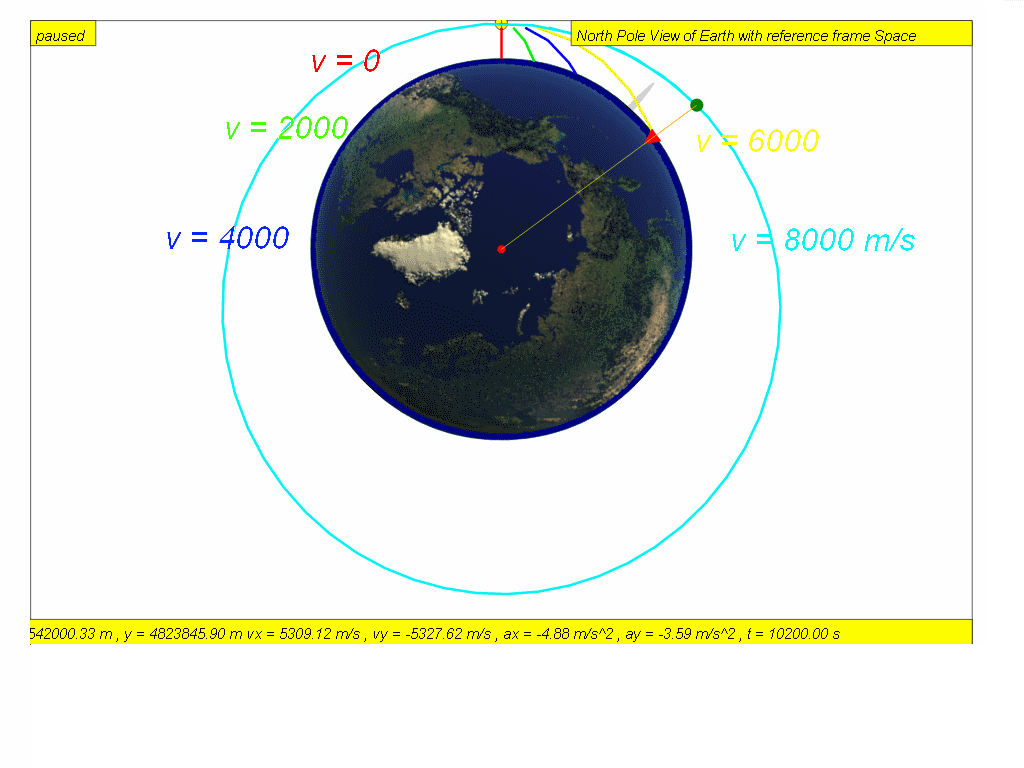 paused
North Pole View of Earth with reference frame Space
v = 0
v = 2000
v = 6000
v = 4000
v = 8000 m/s
542000.33 m , y = 4823845.90 m vx = 5309.12 m/s , vy = -5327.62 m/s , ax = -4.88 m/s^2 , ay = -3.59 m/s^2 , t = 10200.00 s